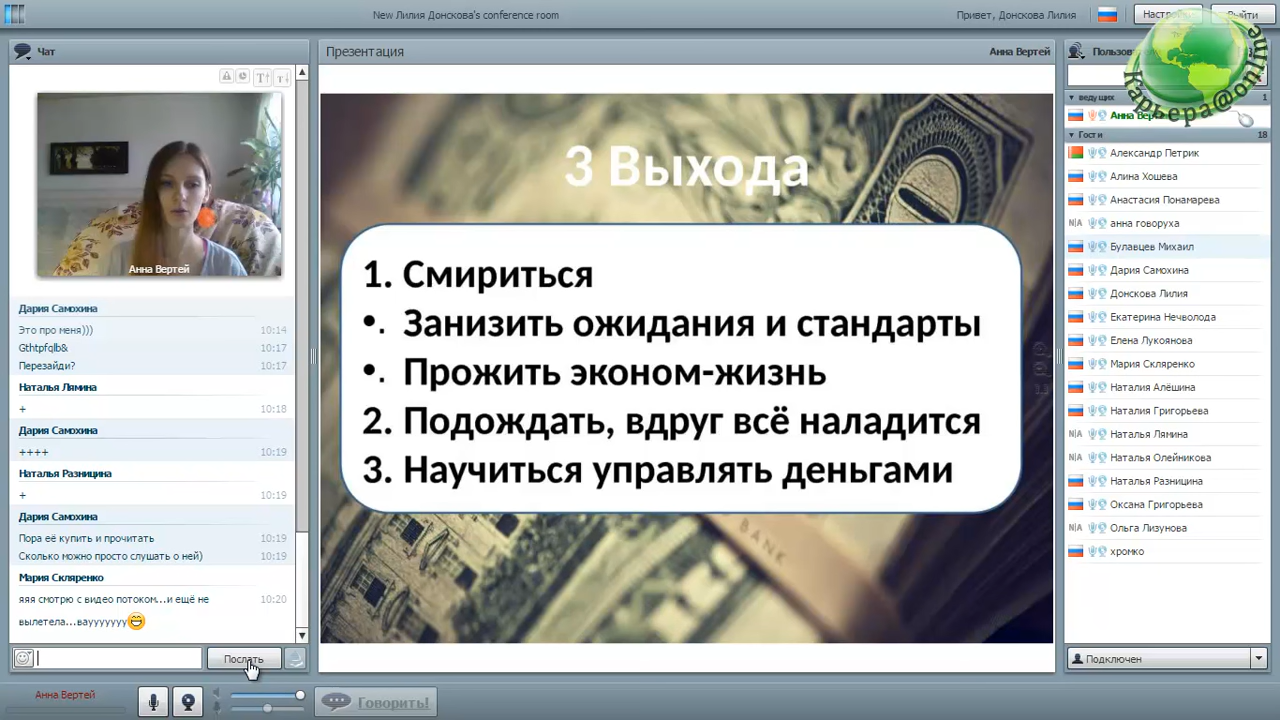 New Лилия Донскова's conference room
Привет, Донскова Лилия
Настройки
Выйти
Чат
Анна Вертей
Дария Самохина
Это про меня))) 10:14
Gthtpfqlb& 10:17
Перезайди? 10:17
Наталья Лямина
+ 10:18
Дария Самохина
++++ 10:19
Наталья Разницина
+ 10:19
Дария Самохина
Пора её купить и прочитать 10:19
Сколько можно просто слушать о ней) 10:19
Мария Скляренко
яяя смотрю с видео потоком...и ещё не 10:20
вылетела...вауууууу
Послать
Анна Вертей
Говорить!
Презентация
Анна Вертей
3 Выхода
1. Смириться
• . Занизить ожидания и стандарты
• . Прожить эконом-жизнь
2. Подождать, вдруг всё наладится
3. Научиться управлять деньгами
BANK
Карьера@online
ведущих 1
Анна
Гости 18
Александр Петрик
Алина Хошева
Анастасия Понамарева
N|A анна говоруха
Булавцев Михаил
Дария Самохина
Донскова Лилия
Екатерина Нечволода
Елена Лукоянова
Мария Скляренко
Наталия Алёшина
Наталия Григорьева
N|A Наталья Лямина
N|A Наталья Олейникова
Наталья Разницина
Оксана Григорьева
N|A Ольга Лизунова
хромко
Подключен